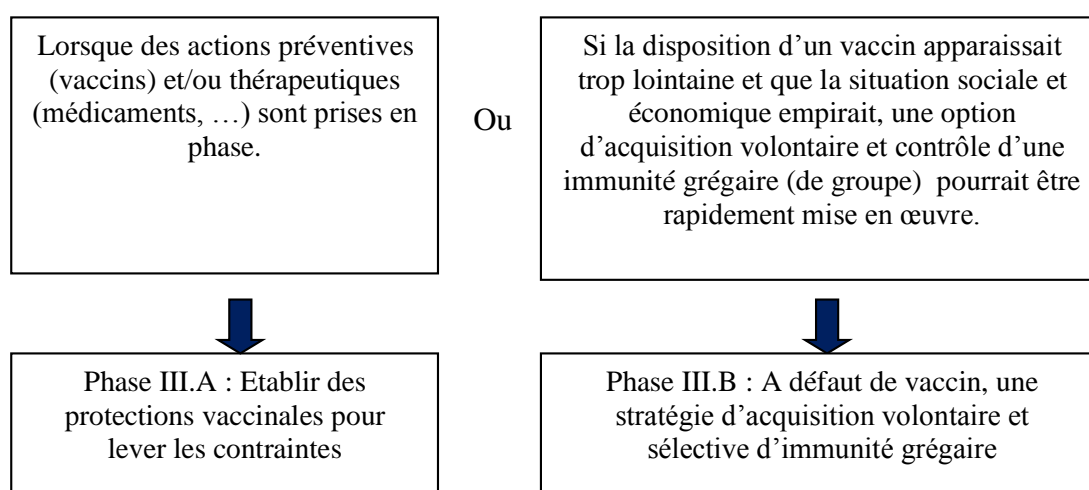 Lorsque des actions préventives
(vaccins) et/ou thérapeutiques
(médicaments, …) sont prises en
phase.
Ou
Si la disposition d’un vaccin apparaissait
trop lointaine et que la situation sociale et
économique empirait, une option
d’acquisition volontaire et contrôle d’une
immunité grégaire (de groupe) pourrait être
rapidement mise en œuvre.
Phase III.A : Etablir des
protections vaccinales pour
lever les contraintes
Phase III.B : A défaut de vaccin, une
stratégie d’acquisition volontaire et
sélective d’immunité grégaire